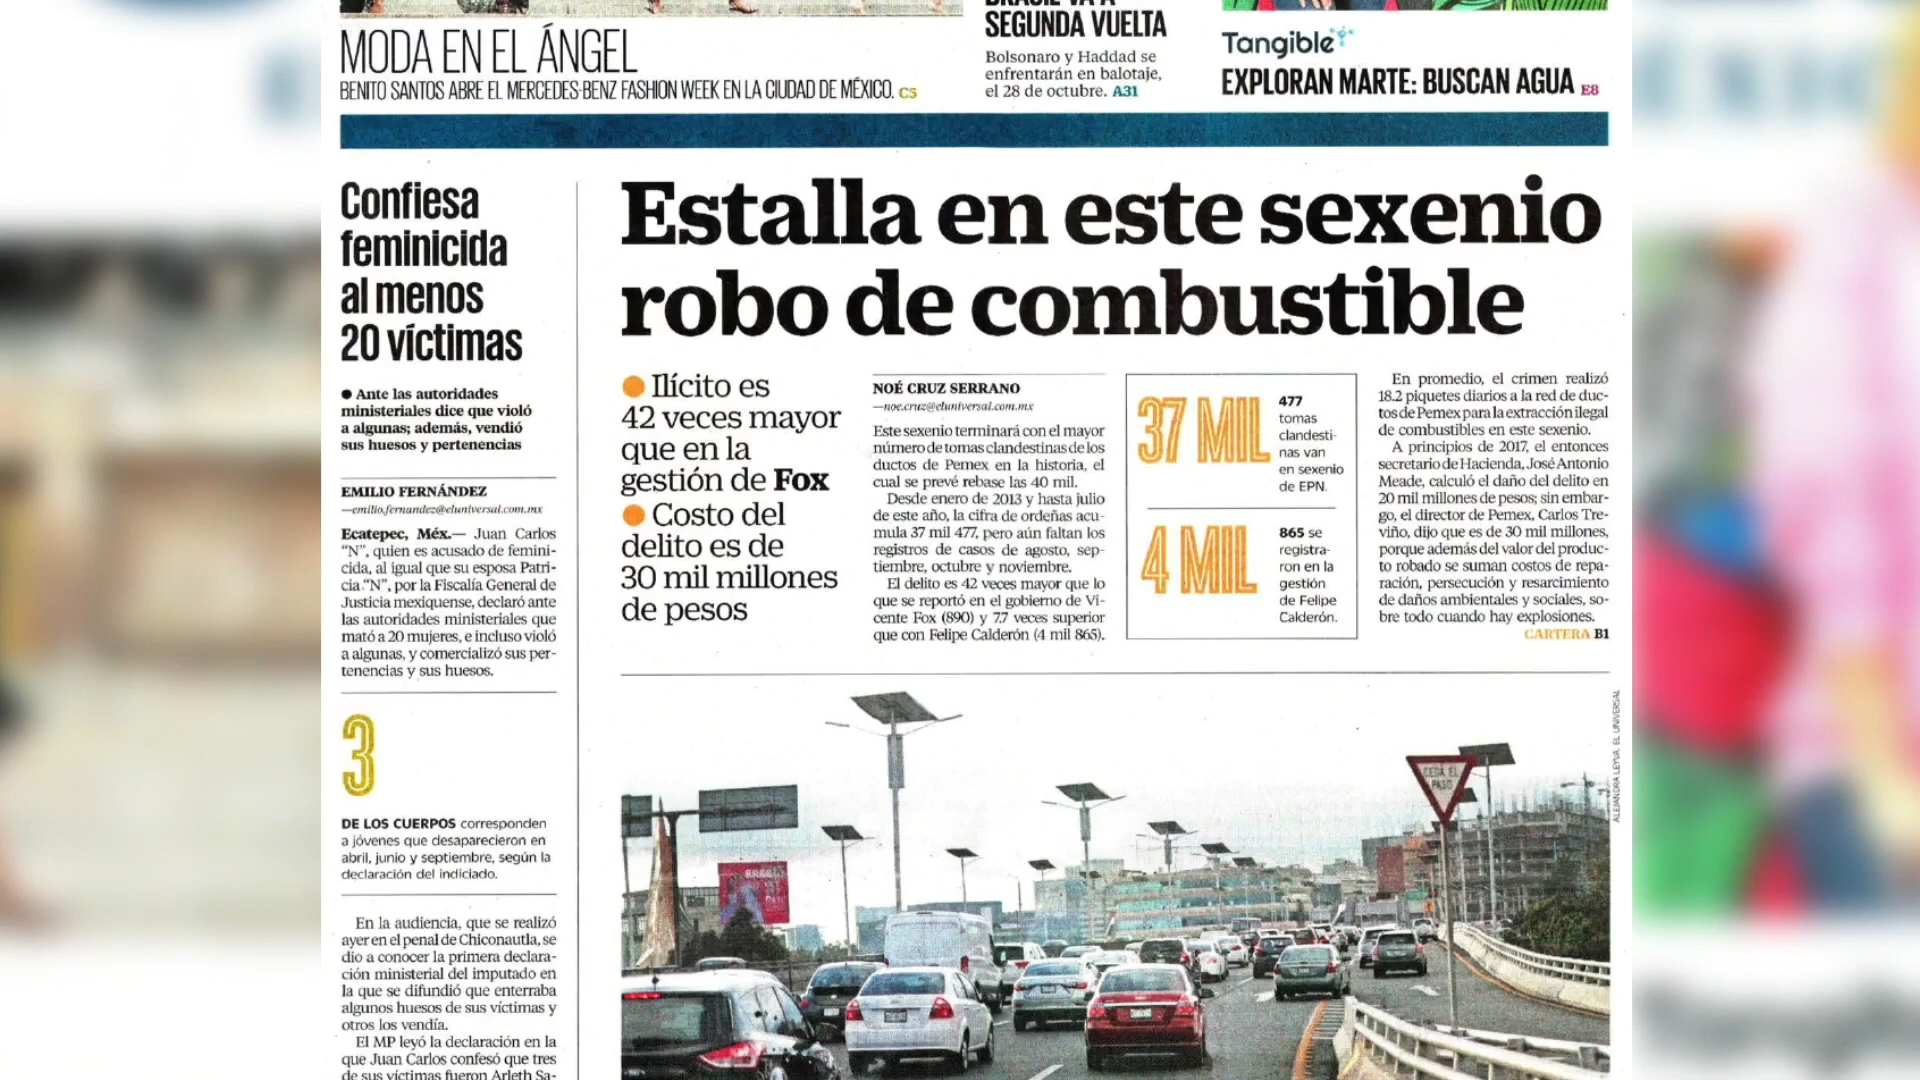 MODA EN EL ÁNGEL
BENITO SANTOS ABRE EL MERCEDES-BENZ FASHION WEEK EN LA CIUDAD DE MÉXICO. C5
BRASIL VA A
SEGUNDA VUELTA
Bolsonaro y Haddad se
enfrentarán en balotaje,
el 28 de octubre. A31
Tangible
EXPLORAN MARTE: BUSCAN AGUA E8
Confiesa
feminicida
al menos
20 víctimas
● Ante las autoridades
ministeriales dice que violó
a algunas; además, vendió
sus huesos y pertenencias
EMILIO FERNÁNDEZ
—emilio.fernandez@eluniversal.com.mx
Ecatepec, Méx.— Juan Carlos
“N”, quien es acusado de femini-
cida, al igual que su esposa Patri-
cia “N”, por la Fiscalía General de
Justicia mexiquense, declaró ante
las autoridades ministeriales que
mató a 20 mujeres, e incluso violó
a algunas, y comercializó sus per-
tenencias y sus huesos.
3
DE LOS CUERPOS corresponden
a jóvenes que desaparecieron en
abril, junio y septiembre, según la
declaración del indiciado.
En la audiencia, que se realizó
ayer en el penal de Chiconautla, se
dio a conocer la primera declara-
ción ministerial del imputado en
la que se difundió que enterraba
algunos huesos de sus víctimas y
otros los vendía.
El MP leyó la declaración en la
que Juan Carlos confesó que tres
de sus víctimas fueron Arleth Sa-
Estalla en este sexenio
robo de combustible
● Ilícito es
42 veces mayor
que en la
gestión de Fox
● Costo del
delito es de
30 mil millones
de pesos
NOÉ CRUZ SERRANO
—noe.cruz@eluniversal.com.mx
Este sexenio terminará con el mayor
número de tomas clandestinas de los
ductos de Pemex en la historia, el
cual se prevé rebase las 40 mil.
Desde enero de 2013 y hasta julio
de este año, la cifra de ordeñas acu-
mula 37 mil 477, pero aún faltan los
registros de casos de agosto, sep-
tiembre, octubre y noviembre.
El delito es 42 veces mayor que lo
que se reportó en el gobierno de Vi-
cente Fox (890) y 7.7 veces superior
que con Felipe Calderón (4 mil 865).
37 MIL
477
tomas
clandesti-
nas van
en sexenio
de EPN.
4 MIL
865 se
registra-
ron en la
gestión
de Felipe
Calderón.
En promedio, el crimen realizó
18.2 piquetes diarios a la red de duc-
tos de Pemex para la extracción ilegal
de combustibles en este sexenio.
A principios de 2017, el entonces
secretario de Hacienda, José Antonio
Meade, calculó el daño del delito en
20 mil millones de pesos; sin embar-
go, el director de Pemex, Carlos Tre-
viño, dijo que es de 30 mil millones,
porque además del valor del produc-
to robado se suman costos de repa-
ración, persecución y resarcimiento
de daños ambientales y sociales, so-
bre todo cuando hay explosiones.
CARTERA B1
ALEJANDRA LEYVA. EL UNIVERSAL
CEDA EL
PASO